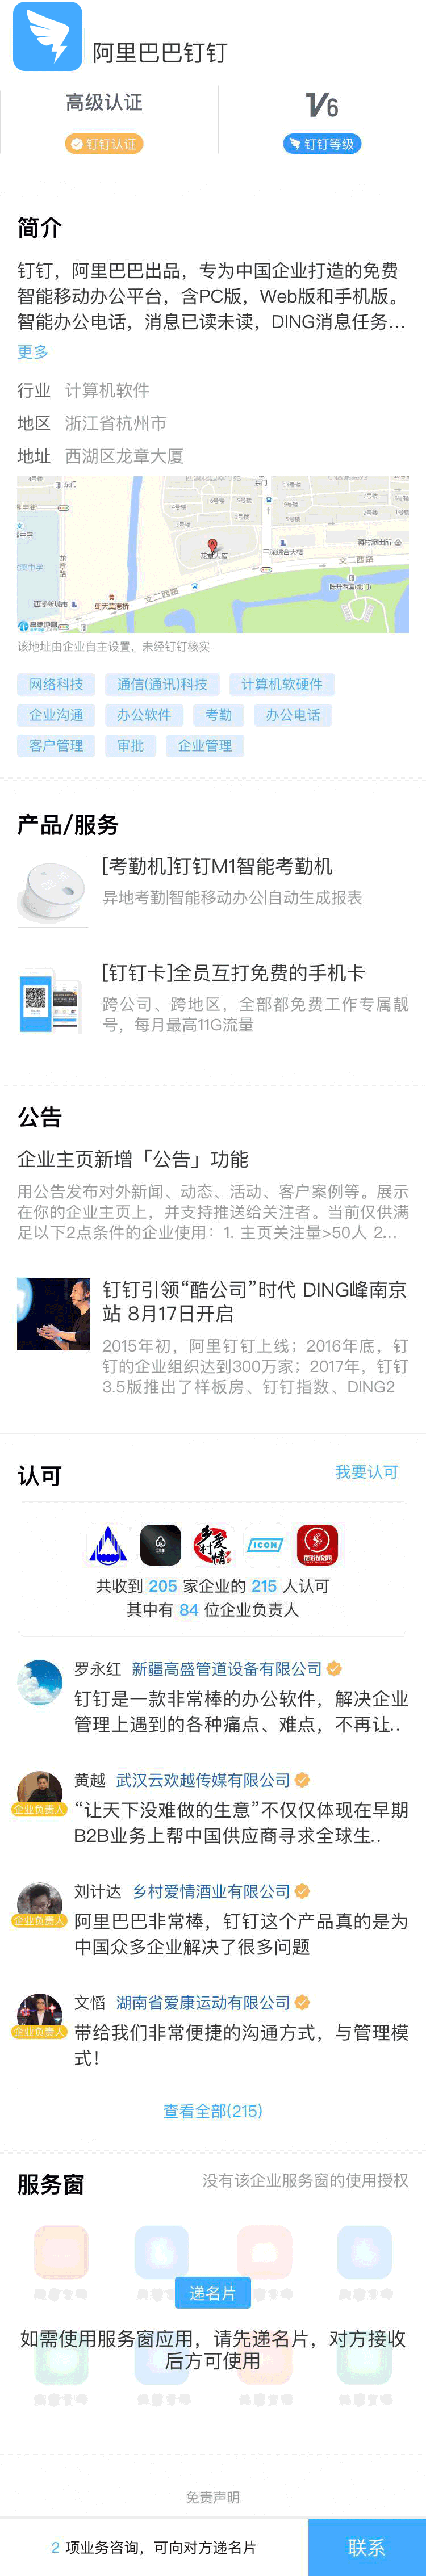 阿里巴巴钉钉
高级认证
V6
钉钉认证
钉钉等级
简介
钉钉，阿里巴巴出品，专为中国企业打造的免费
智能移动办公平台，含PC版，Web版和手机版。
智能办公电话，消息已读未读，DING消息任务...
更多
行业 计算机软件
地区 浙江省杭州市
地址 西湖区龙章大厦
东门
东门
龙章路
龙章大厦
三深综合大楼
文二西路
文二西路
西溪新城市
朝天门港桥
高德地图
该地址由企业自主设置，未经钉钉核实
网络科技 通信(通讯)科技 计算机软硬件
企业沟通 办公软件 考勤 办公电话
客户管理 审批 企业管理
产品/服务
[考勤机]钉钉M1智能考勤机
异地考勤|智能移动办公|自动生成报表
[钉钉卡]全员互打免费的手机卡
跨公司、跨地区，全部都免费工作专属靓
号，每月最高11G流量
公告
企业主页新增「公告」功能
用公告发布对外新闻、动态、活动、客户案例等。展示
在你的企业主页上，并支持推送给关注者。当前仅供满
足以下2点条件的企业使用：1. 主页关注量>50人 2...
钉钉引领“酷公司”时代 DING峰南京
站 8月17日开启
2015年初，阿里钉钉上线；2016年底，钉
钉的企业组织达到300万家；2017年，钉钉
3.5版推出了样板房、钉钉指数、DING2
认可
我要认可
乡村爱情
ICON
共收到 205 家企业的 215 人认可
其中有 84 位企业负责人
罗永红 新疆高盛管道设备有限公司
钉钉是一款非常棒的办公软件，解决企业
管理上遇到的各种痛点、难点，不再让..
黄越 武汉云欢越传媒有限公司
企业负责人
“让天下没难做的生意”不仅仅体现在早期
B2B业务上帮中国供应商寻求全球生..
刘计达 乡村爱情酒业有限公司
企业负责人
阿里巴巴非常棒，钉钉这个产品真的是为
中国众多企业解决了很多问题
文慆 湖南省爱康运动有限公司
企业负责人
带给我们非常便捷的沟通方式，与管理模
式！
查看全部(215)
服务窗
没有该企业服务窗的使用授权
递名片
如需使用服务窗应用，请先递名片，对方接收
后方可使用
免责声明
2 项业务咨询，可向对方递名片
联系